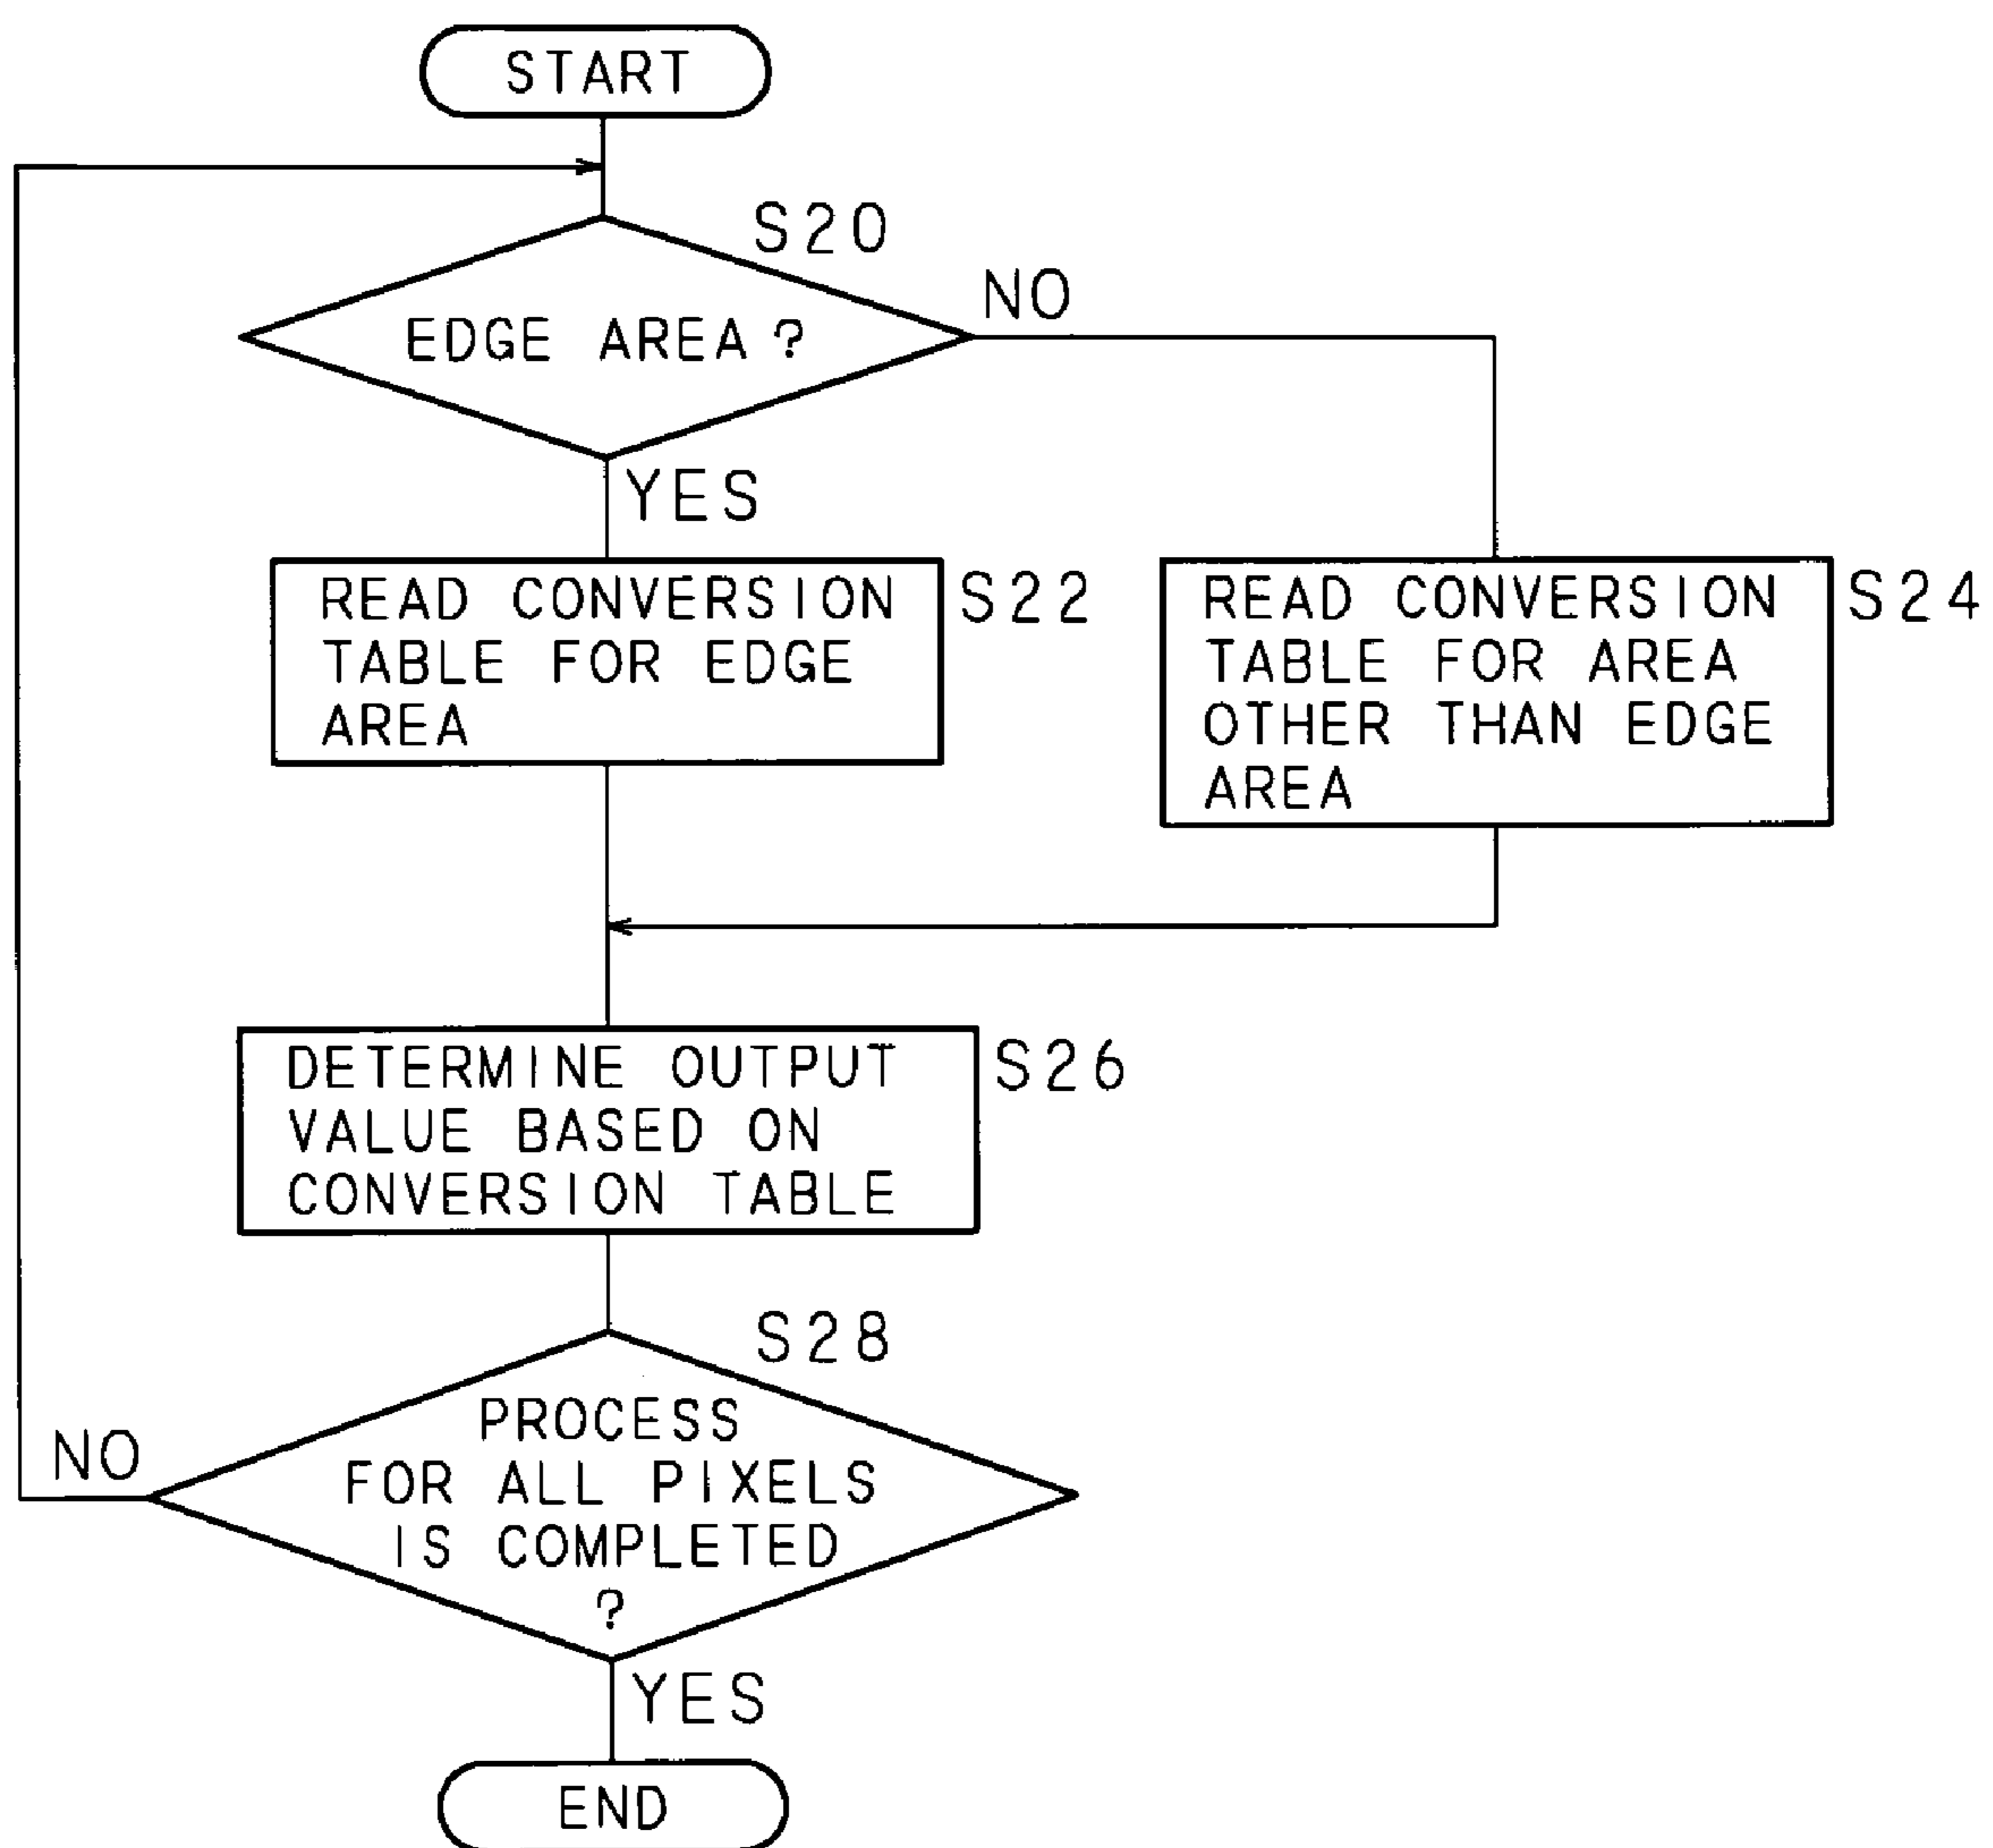 START
S20
NO
EDGE AREA?
YES
READ CONVERSION
TABLE FOR EDGE
AREA
S22
READ CONVERSION
TABLE FOR AREA
OTHER THAN EDGE
AREA
S24
DETERMINE OUTPUT
VALUE BASED ON
CONVERSION TABLE
S26
S28
PROCESS
FOR ALL PIXELS
IS COMPLETED
?
NO
YES
END